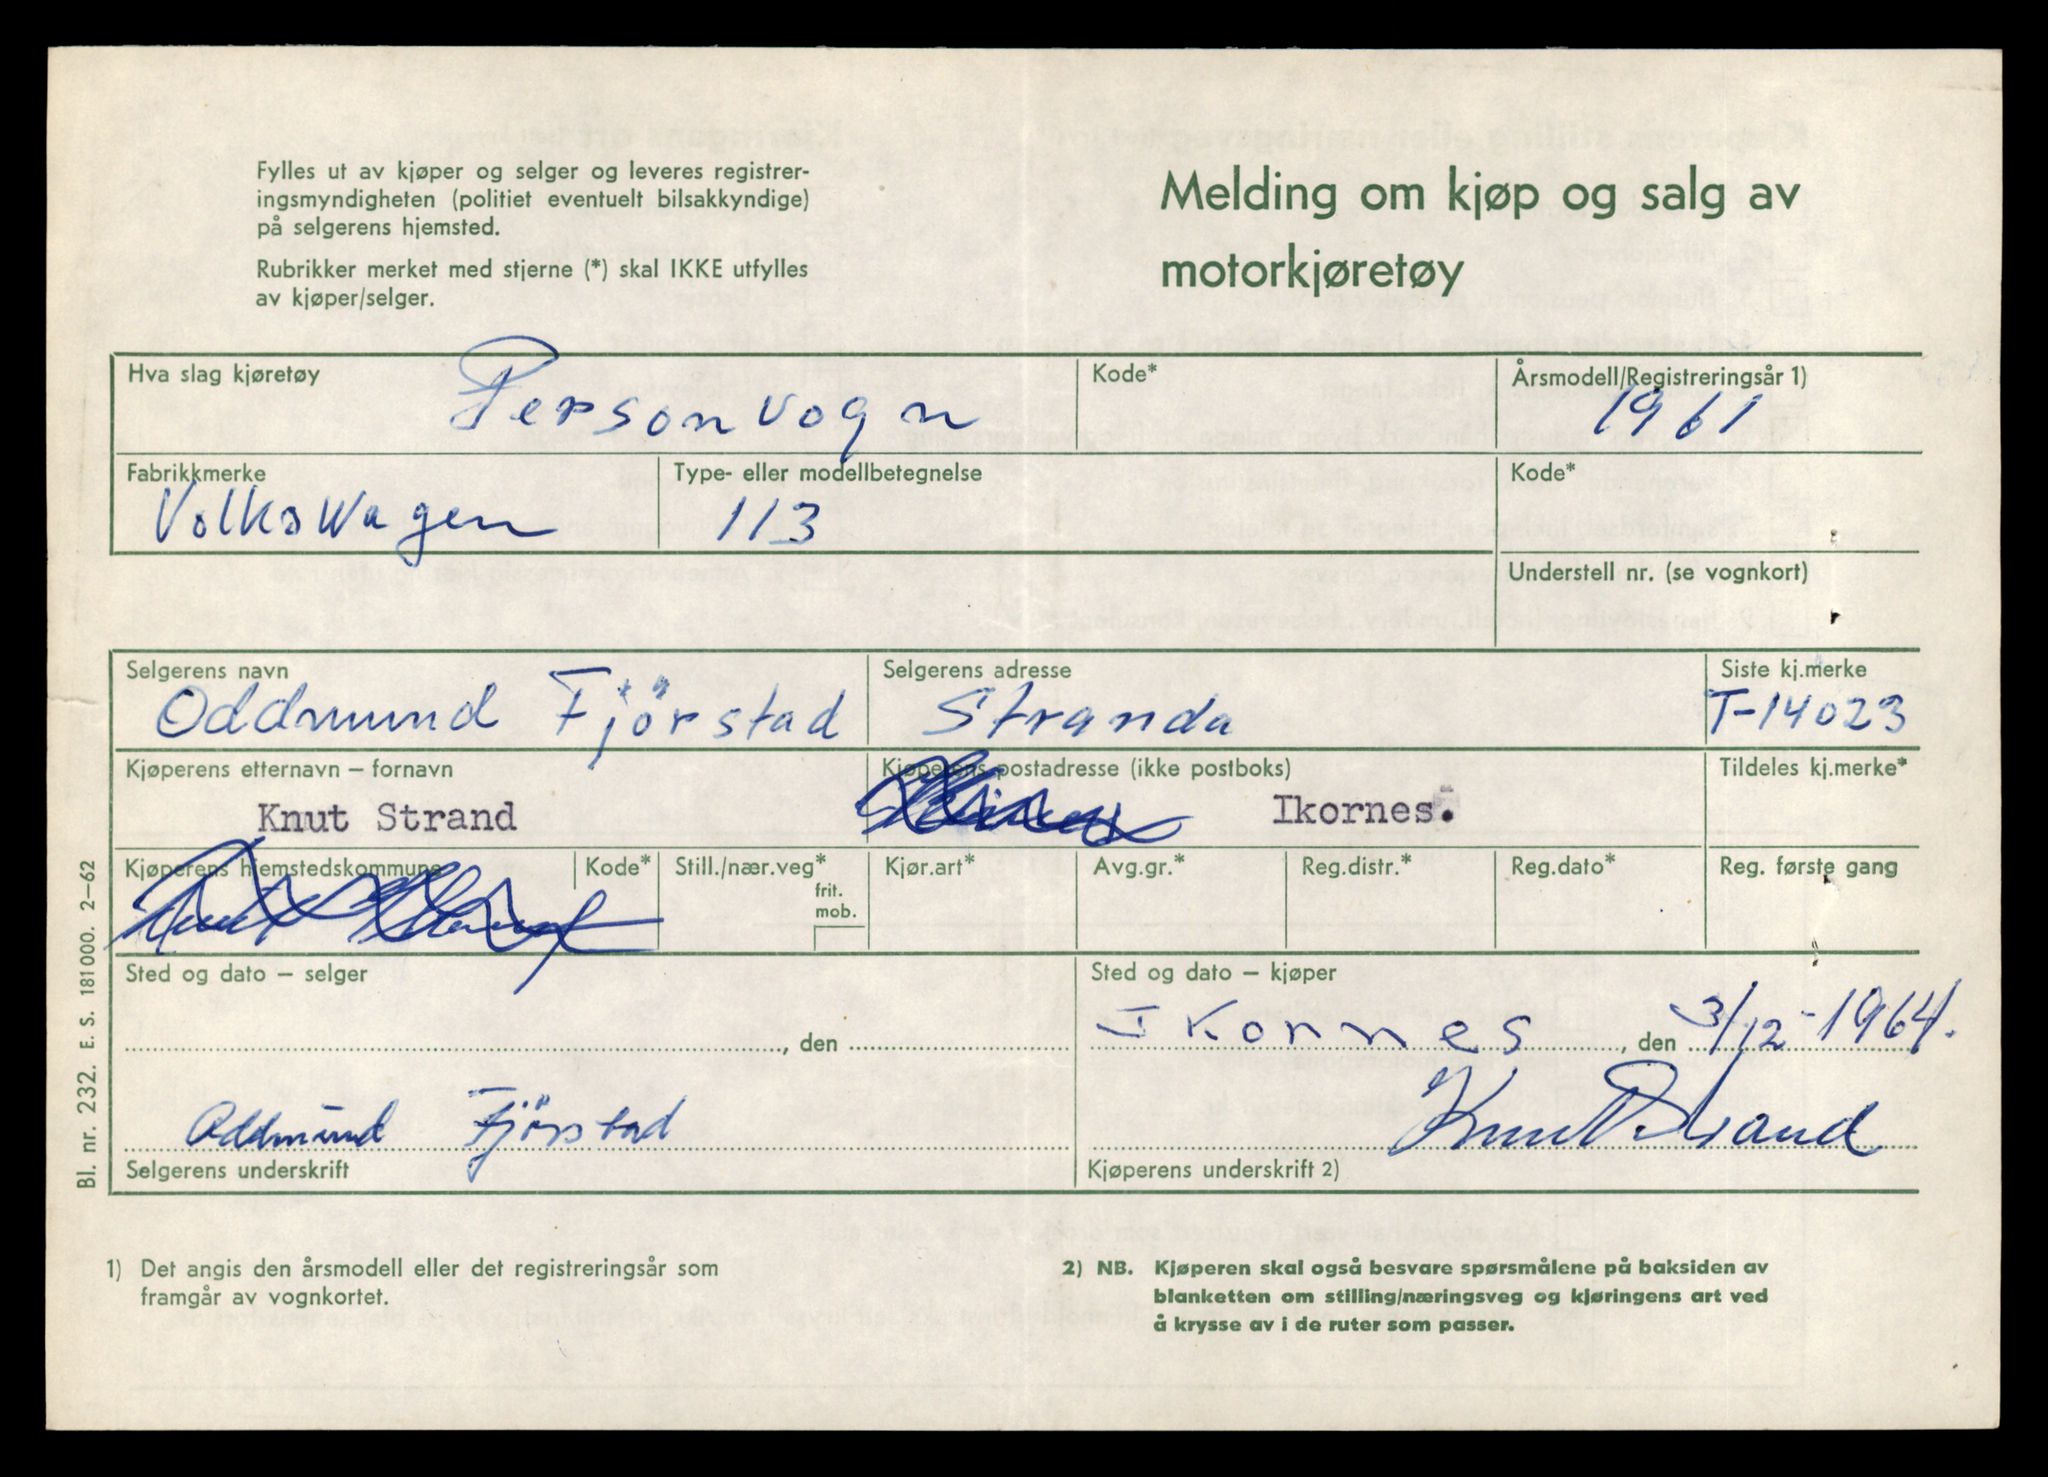 Fylles ut av kjøper og selger og leveres registrer-
ingsmyndigheten (politiet eventuelt bilsakkyndige)
på selgerens hjemsted.
Rubrikker merket med stjerne (*) skal IKKE utfylles
av kjøper/selger.
Melding om kjøp og salg av
motorkjøretøy
Hva slag kjøretøy
Personvogn
Kode*
Årsmodell/Registreringsår 1)
1961
Fabrikkmerke
Volkswagen
Type- eller modellbetegnelse
113
Kode*
Understell nr. (se vognkort)
Selgerens navn
Oddmund Fjörstad
Selgerens adresse
Stranda
Siste kj.merke
T-14023
Kjøperens etternavn – fornavn
Knut Strand
Kjøperens postadresse (ikke postboks)
Ikornes.
Tildeles kj.merke*
Kjøperens hjemstedskommune
Kode*
Still./nær.veg*
frit.
mob.
Kjør.art*
Avg.gr.*
Reg.distr.*
Reg.dato*
Reg. første gang
Sted og dato – selger
, den
Sted og dato – kjøper
Ikornes, den 3/12-1964.
Oddmund Fjörstad
Selgerens underskrift
Knut Strand
Kjøperens underskrift 2)
Bl. nr. 232. E. S. 181000. 2–62
1) Det angis den årsmodell eller det registreringsår som
framgår av vognkortet.
2) NB. Kjøperen skal også besvare spørsmålene på baksiden av
blanketten om stilling/næringsveg og kjøringens art ved
å krysse av i de ruter som passer.